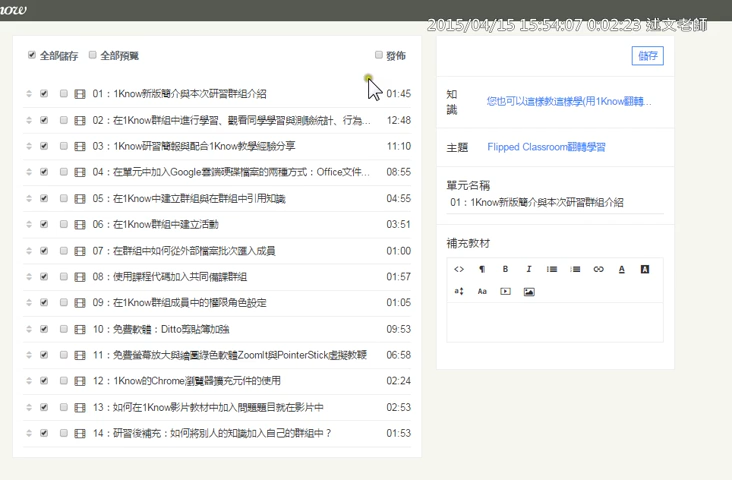 now
2015/04/15 15:54:07 0:02:23 述文老師
全部儲存 全部預覽 發佈
01：1Know新版簡介與本次研習群組介紹 01:45
02：在1Know群組中進行學習、觀看同學學習與測驗統計、行為... 12:48
03：1Know研習簡報與配合1Know教學經驗分享 11:10
04：在單元中加入Google雲端硬碟檔案的兩種方式：Office文件... 08:55
05：在1Know中建立群組與在群組中引用知識 04:55
06：在1Know群組中建立活動 03:51
07：在群組中如何從外部檔案批次匯入成員 01:00
08：使用課程代碼加入共同備課群組 01:57
09：在1Know群組成員中的權限角色設定 01:05
10：免費軟體：Ditto剪貼簿加強 09:53
11：免費螢幕放大與繪圖綠色軟體ZoomIt與PointerStick虛擬教鞭 06:58
12：1Know的Chrome瀏覽器擴充元件的使用 02:24
13：如何在1Know影片教材中加入問題題目就在影片中 02:53
14：研習後補充：如何將別人的知識加入自己的群組中？ 01:53
儲存
知識 您也可以這樣教這樣學(用1Know翻轉...
主題 Flipped Classroom翻轉學習
單元名稱
01：1Know新版簡介與本次研習群組介紹
補充教材